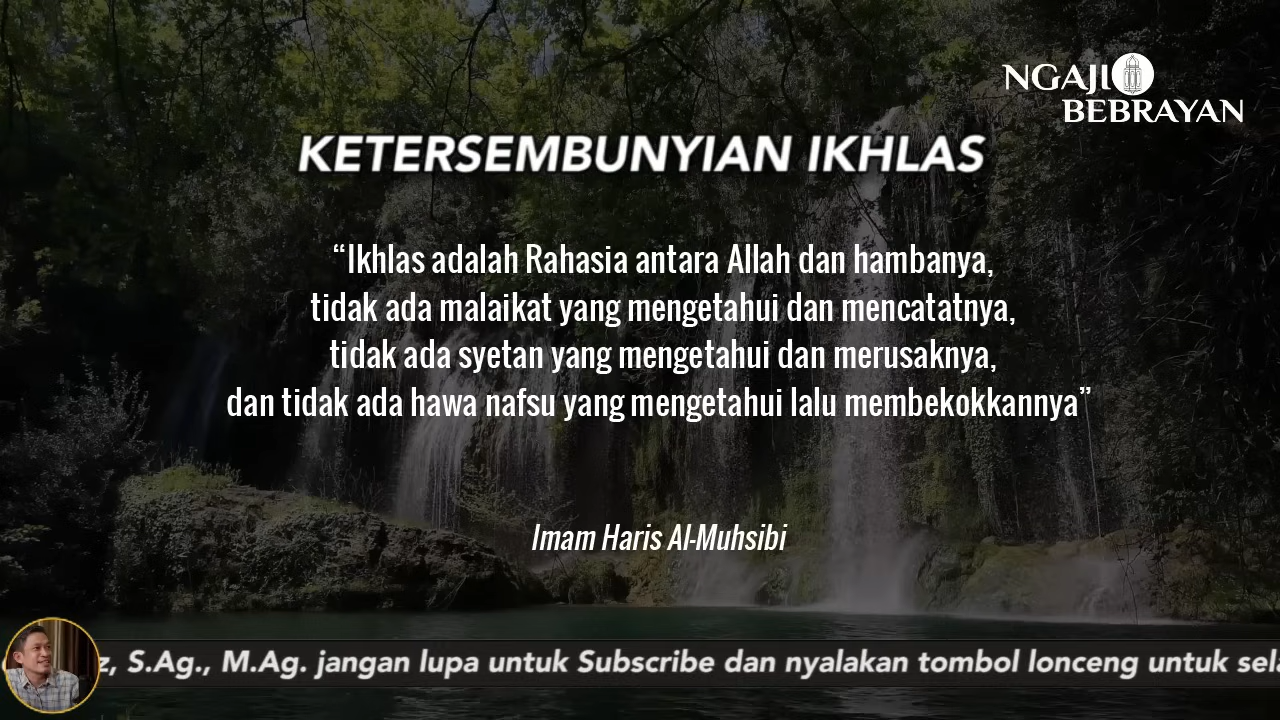 NGAJI
BEBRAYAN
KETERSEMBUNYIAN IKHLAS
“Ikhlas adalah Rahasia antara Allah dan hambanya,
tidak ada malaikat yang mengetahui dan mencatatnya,
tidak ada syetan yang mengetahui dan merusaknya,
dan tidak ada hawa nafsu yang mengetahui lalu membekokkannya”
Imam Haris Al-Muhsibi
z, S.Ag., M.Ag. jangan lupa untuk Subscribe dan nyalakan tombol lonceng untuk sela